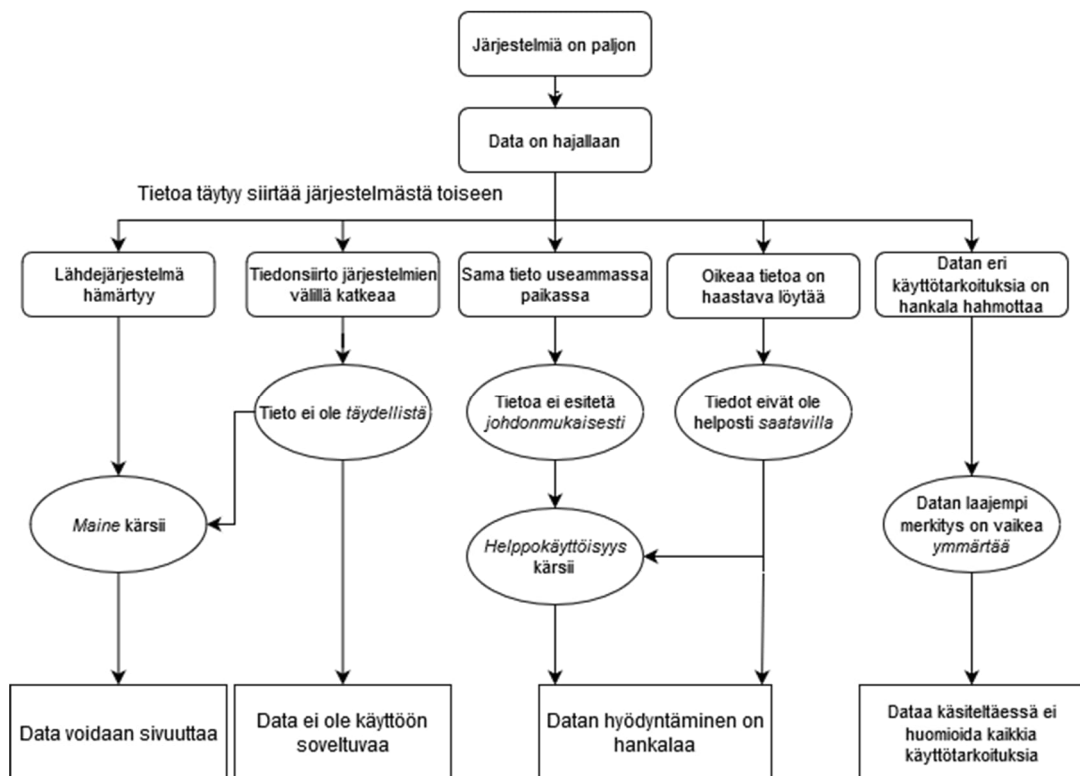 Järjestelmiä on paljon
Data on hajallaan
Tietoa täytyy siirtää järjestelmästä toiseen
Lähdejärjestelmä
hämärtyy
Tiedonsiirto järjestelmien
välillä katkeaa
Sama tieto useammassa
paikassa
Oikeaa tietoa on
haastava löytää
Datan eri
käyttötarkoituksia on
hankala hahmottaa
Tieto ei ole täydellistä
Tietoa ei esitetä
johdonmukaisesti
Tiedot eivät ole
helposti saatavilla
Maine kärsii
Helppokäyttöisyys
kärsii
Datan laajempi
merkitys on vaikea
ymmärtää
Data voidaan sivuuttaa
Data ei ole käyttöön
soveltuvaa
Datan hyödyntäminen on
hankalaa
Dataa käsiteltäessä ei
huomioida kaikkia
käyttötarkoituksia